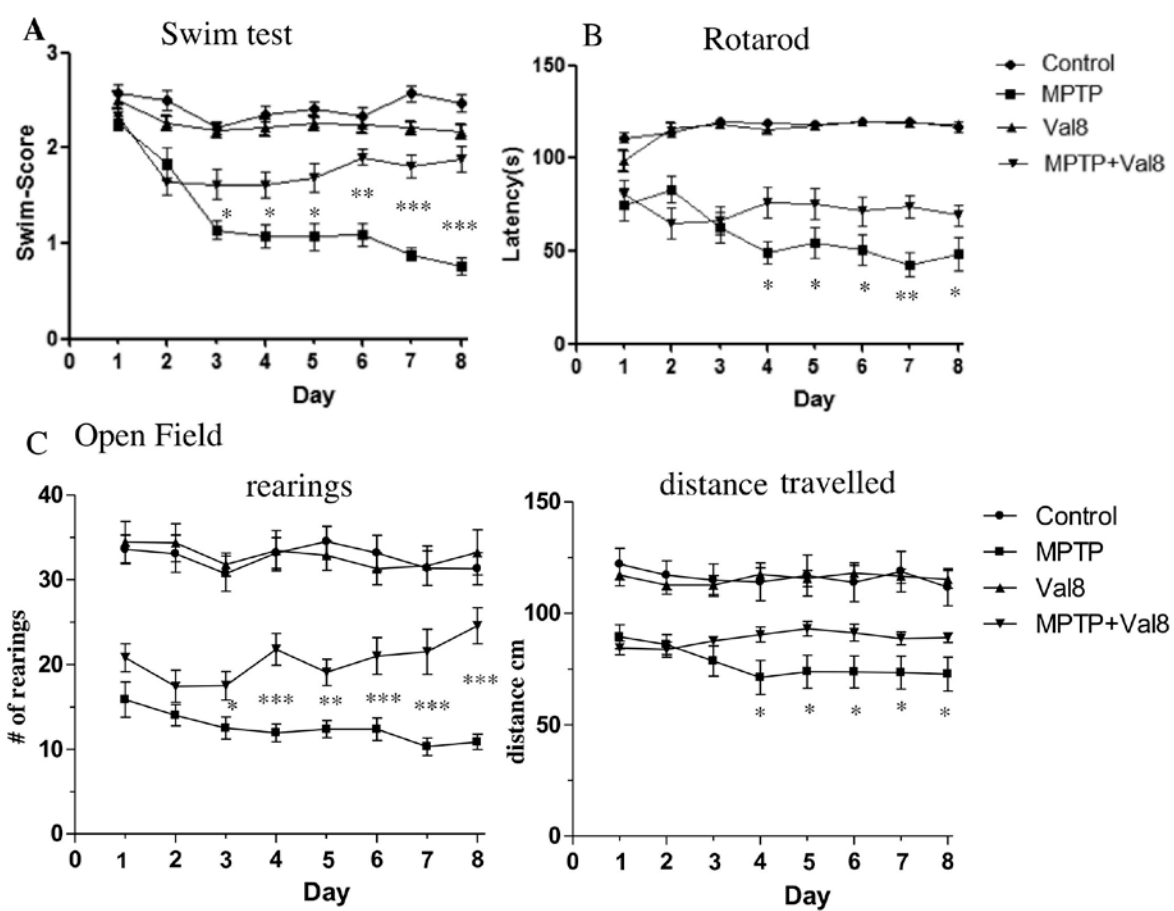 A Swim test
3
2
1
0
Swim-Score
* * * ** *** ***
0 1 2 3 4 5 6 7 8
Day
B Rotarod
150
100
50
0
Latency(s)
* * * ** *
0 1 2 3 4 5 6 7 8
Day
Control
MPTP
Val8
MPTP+Val8
C Open Field
rearings
40
30
20
10
0
# of rearings
* *** ** *** *** ***
0 1 2 3 4 5 6 7 8
Day
distance travelled
150
100
50
0
distance cm
* * * * *
0 1 2 3 4 5 6 7 8
Day
Control
MPTP
Val8
MPTP+Val8